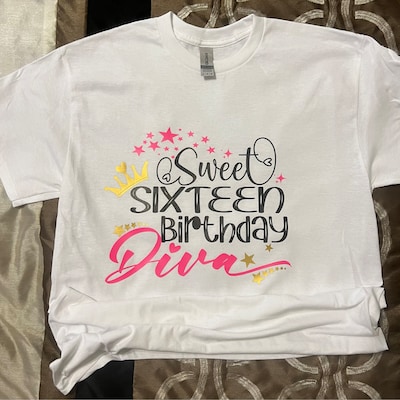 Sweet
SIXTEEN
Birthday
Diva